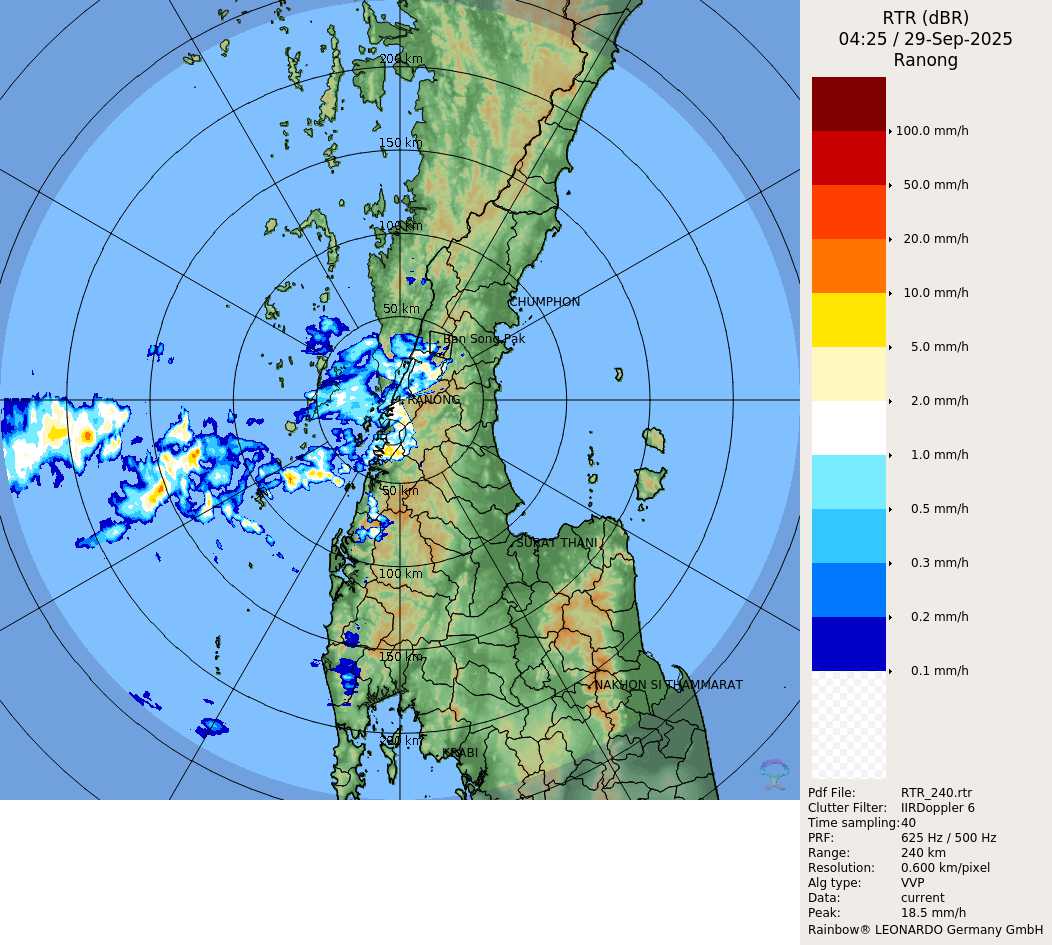 RTR (dBR)
04:25 / 29-Sep-2025
Ranong
200 km
150 km
100 km
50 km
CHUMPHON
Ban Song Pak
RANONG
50 km
SURAT THANI
100 km
150 km
NAKHON SI THAMMARAT
200 km
KRABI
100.0 mm/h
50.0 mm/h
20.0 mm/h
10.0 mm/h
5.0 mm/h
2.0 mm/h
1.0 mm/h
0.5 mm/h
0.3 mm/h
0.2 mm/h
0.1 mm/h
Pdf File: RTR_240.rtr
Clutter Filter: IIRDoppler 6
Time sampling:40
PRF: 625 Hz / 500 Hz
Range: 240 km
Resolution: 0.600 km/pixel
Alg type: VVP
Data: current
Peak: 18.5 mm/h
Rainbow® LEONARDO Germany GmbH